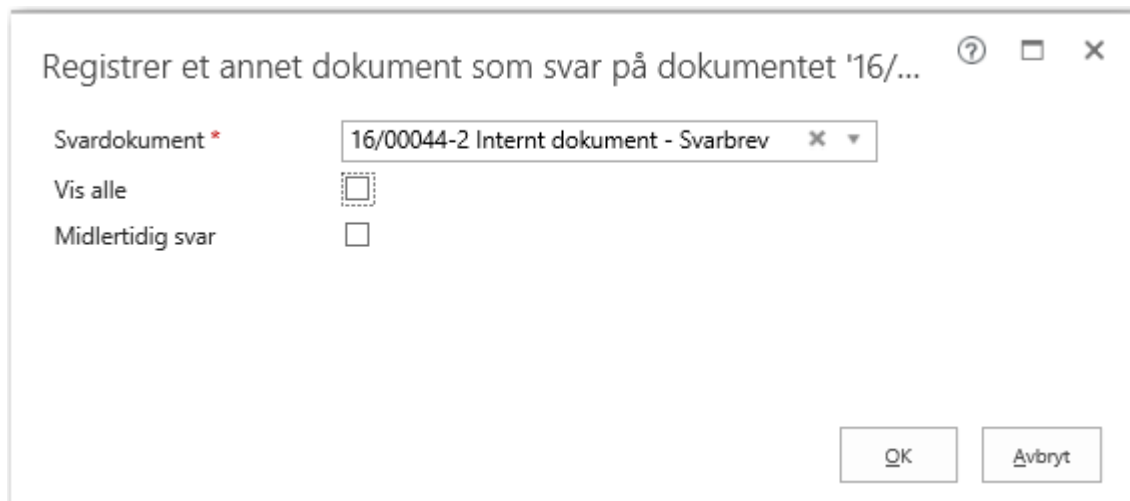 Registrer et annet dokument som svar på dokumentet '16/...
Svardokument *
16/00044-2 Internt dokument - Svarbrev
Vis alle
Midlertidig svar
OK
Avbryt